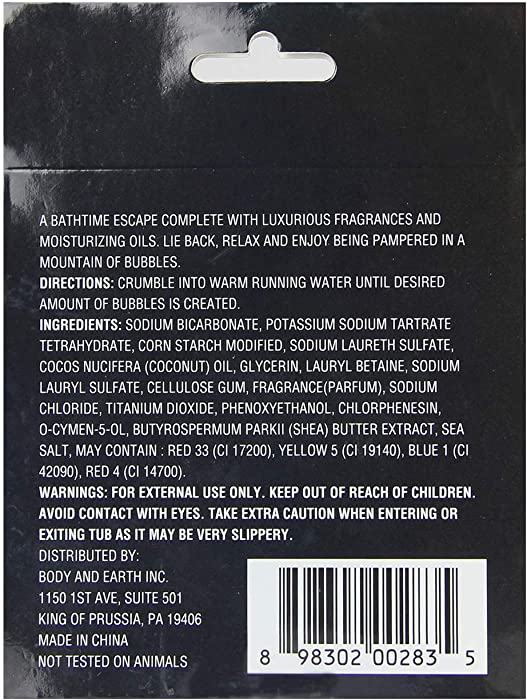 A BATHTIME ESCAPE COMPLETE WITH LUXURIOUS FRAGRANCES AND
MOISTURIZING OILS. LIE BACK, RELAX AND ENJOY BEING PAMPERED IN A
MOUNTAIN OF BUBBLES.
DIRECTIONS: CRUMBLE INTO WARM RUNNING WATER UNTIL DESIRED
AMOUNT OF BUBBLES IS CREATED.
INGREDIENTS: SODIUM BICARBONATE, POTASSIUM SODIUM TARTRATE
TETRAHYDRATE, CORN STARCH MODIFIED, SODIUM LAURETH SULFATE,
COCOS NUCIFERA (COCONUT) OIL, GLYCERIN, LAURYL BETAINE, SODIUM
LAURYL SULFATE, CELLULOSE GUM, FRAGRANCE(PARFUM), SODIUM
CHLORIDE, TITANIUM DIOXIDE, PHENOXYETHANOL, CHLORPHENESIN,
O-CYMEN-5-OL, BUTYROSPERMUM PARKII (SHEA) BUTTER EXTRACT, SEA
SALT, MAY CONTAIN : RED 33 (CI 17200), YELLOW 5 (CI 19140), BLUE 1 (CI
42090), RED 4 (CI 14700).
WARNINGS: FOR EXTERNAL USE ONLY. KEEP OUT OF REACH OF CHILDREN.
AVOID CONTACT WITH EYES. TAKE EXTRA CAUTION WHEN ENTERING OR
EXITING TUB AS IT MAY BE VERY SLIPPERY.
DISTRIBUTED BY:
BODY AND EARTH INC.
1150 1ST AVE, SUITE 501
KING OF PRUSSIA, PA 19406
MADE IN CHINA
NOT TESTED ON ANIMALS
8 98302 00283 5